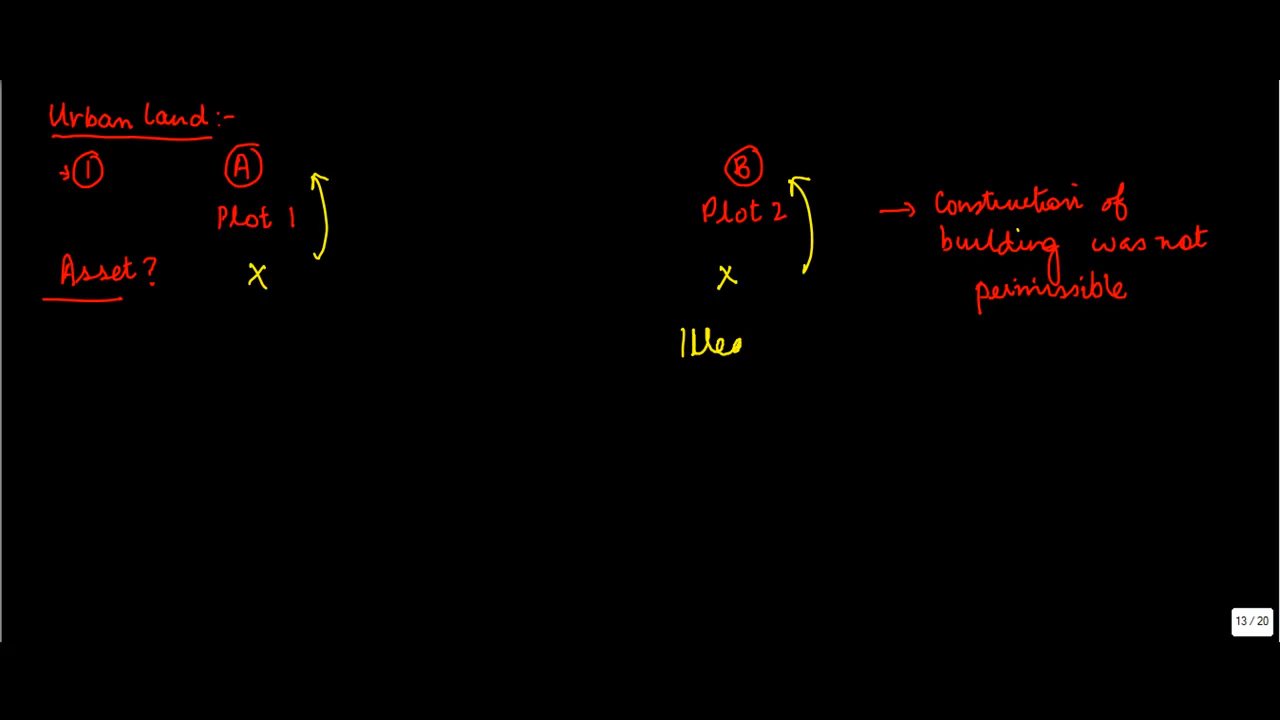 Urban land :-
→ 1 A B
Plot 1 Plot 2 → Construction of
building was not
Asset? X X permissible
13 / 20